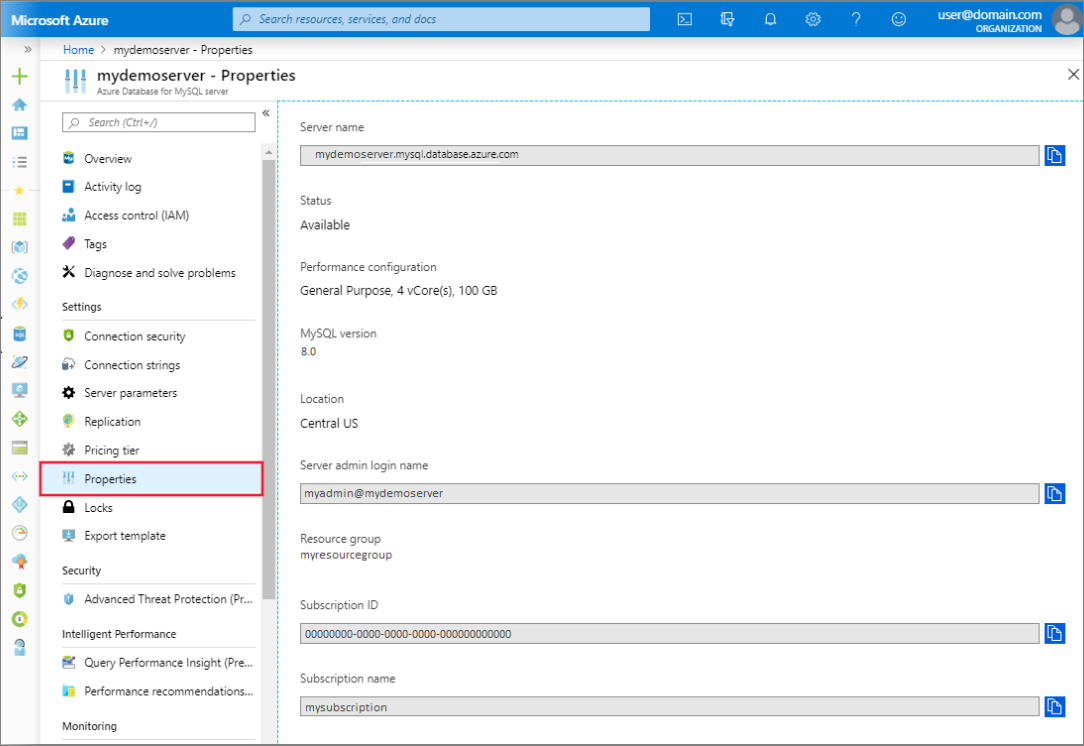 Microsoft Azure
Search resources, services, and docs
user@domain.com
ORGANIZATION
Home > mydemoserver - Properties
mydemoserver - Properties
Azure Database for MySQL server
Search (Ctrl+/)
Overview
Activity log
Access control (IAM)
Tags
Diagnose and solve problems
Settings
Connection security
Connection strings
Server parameters
Replication
Pricing tier
Properties
Locks
Export template
Security
Advanced Threat Protection (Pr...
Intelligent Performance
Query Performance Insight (Pre...
Performance recommendations...
Monitoring
Server name
mydemoserver.mysql.database.azure.com
Status
Available
Performance configuration
General Purpose, 4 vCore(s), 100 GB
MySQL version
8.0
Location
Central US
Server admin login name
myadmin@mydemoserver
Resource group
myresourcegroup
Subscription ID
00000000-0000-0000-0000-000000000000
Subscription name
mysubscription